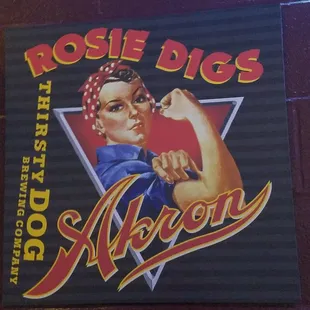 ROSIE DIGS
THIRSTY DOG
BREWING COMPANY
Akron